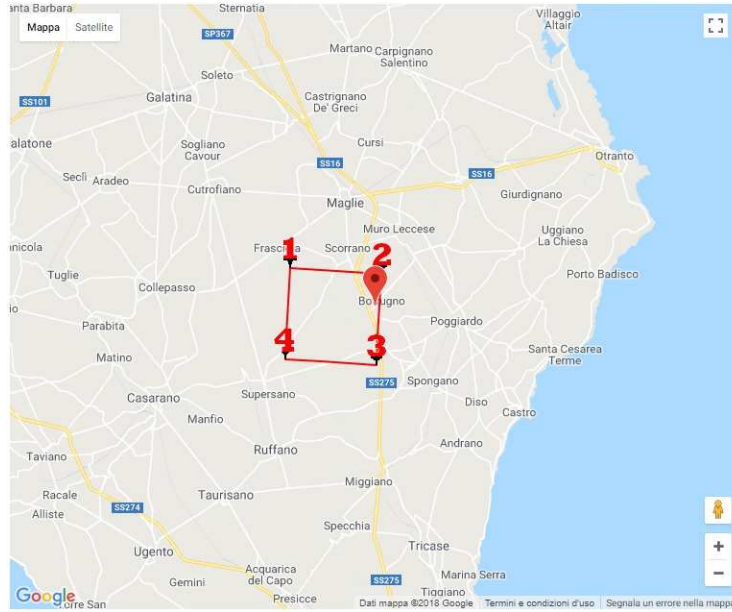 anta Barbara
Sternatia
Villaggio
Altair
Mappa Satellite
SP367
Martano
Carpignano
Salentino
Soleto
Galatina
SS101
Castrignano
De' Greci
alatone
Sogliano
Cavour
Cursi
SS16
Otranto
Seclì
Aradeo
SS16
Cutrofiano
Giurdignano
Maglie
Muro Leccese
Uggiano
La Chiesa
nicola
1
Scorrano
2
Tuglie
Porto Badisco
Collepasso
io
Parabita
Poggiardo
4
3
Matino
Santa Cesarea
Terme
SS275
Spongano
Supersano
Casarano
Diso
Castro
Manfio
Andrano
Ruffano
Taviano
Miggiano
Racale
Taurisano
Alliste
SS274
Specchia
Tricase
Ugento
Acquarica
del Capo
Marina Serra
Gemini
SS275
Tiggiano
Presicce
Google
orre San
Dati mappa ©2018 Google
Termini e condizioni d'uso
Segnala un errore nella mappa